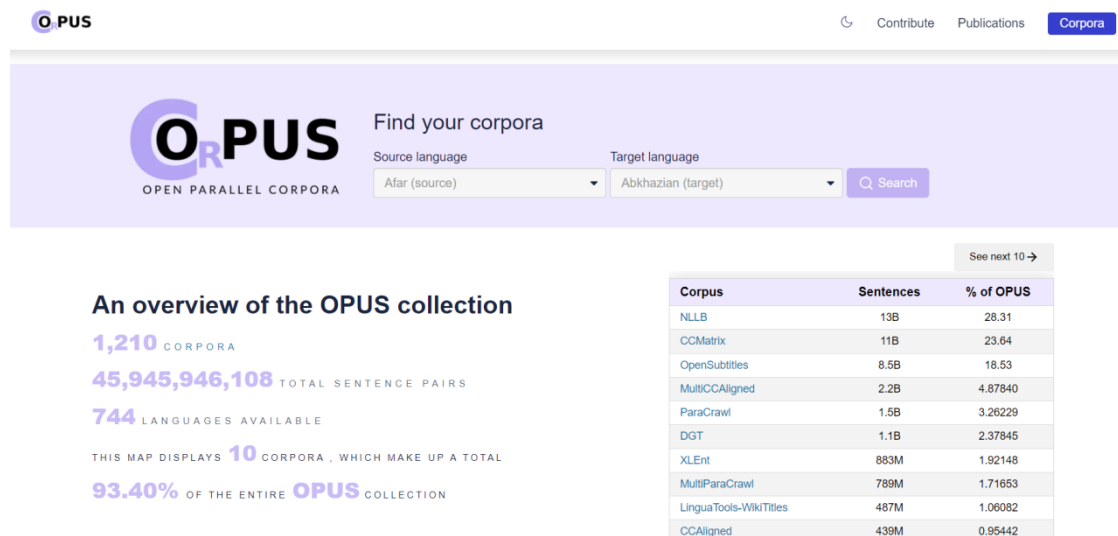 CORPUS
Contribute Publications Corpora
CORPUS
OPEN PARALLEL CORPORA
Find your corpora
Source language Target language
Afar (source) Abkhazian (target) Search
See next 10 →
An overview of the OPUS collection
1,210 CORPORA
45,945,946,108 TOTAL SENTENCE PAIRS
744 LANGUAGES AVAILABLE
THIS MAP DISPLAYS 10 CORPORA , WHICH MAKE UP A TOTAL
93.40% OF THE ENTIRE OPUS COLLECTION
Corpus Sentences % of OPUS
NLLB 13B 28.31
CCMatrix 11B 23.64
OpenSubtitles 8.5B 18.53
MultiCCAligned 2.2B 4.87840
ParaCrawl 1.5B 3.26229
DGT 1.1B 2.37845
XLEnt 883M 1.92148
MultiParaCrawl 789M 1.71653
LinguaTools-WikiTitles 487M 1.06082
CCAligned 439M 0.95442